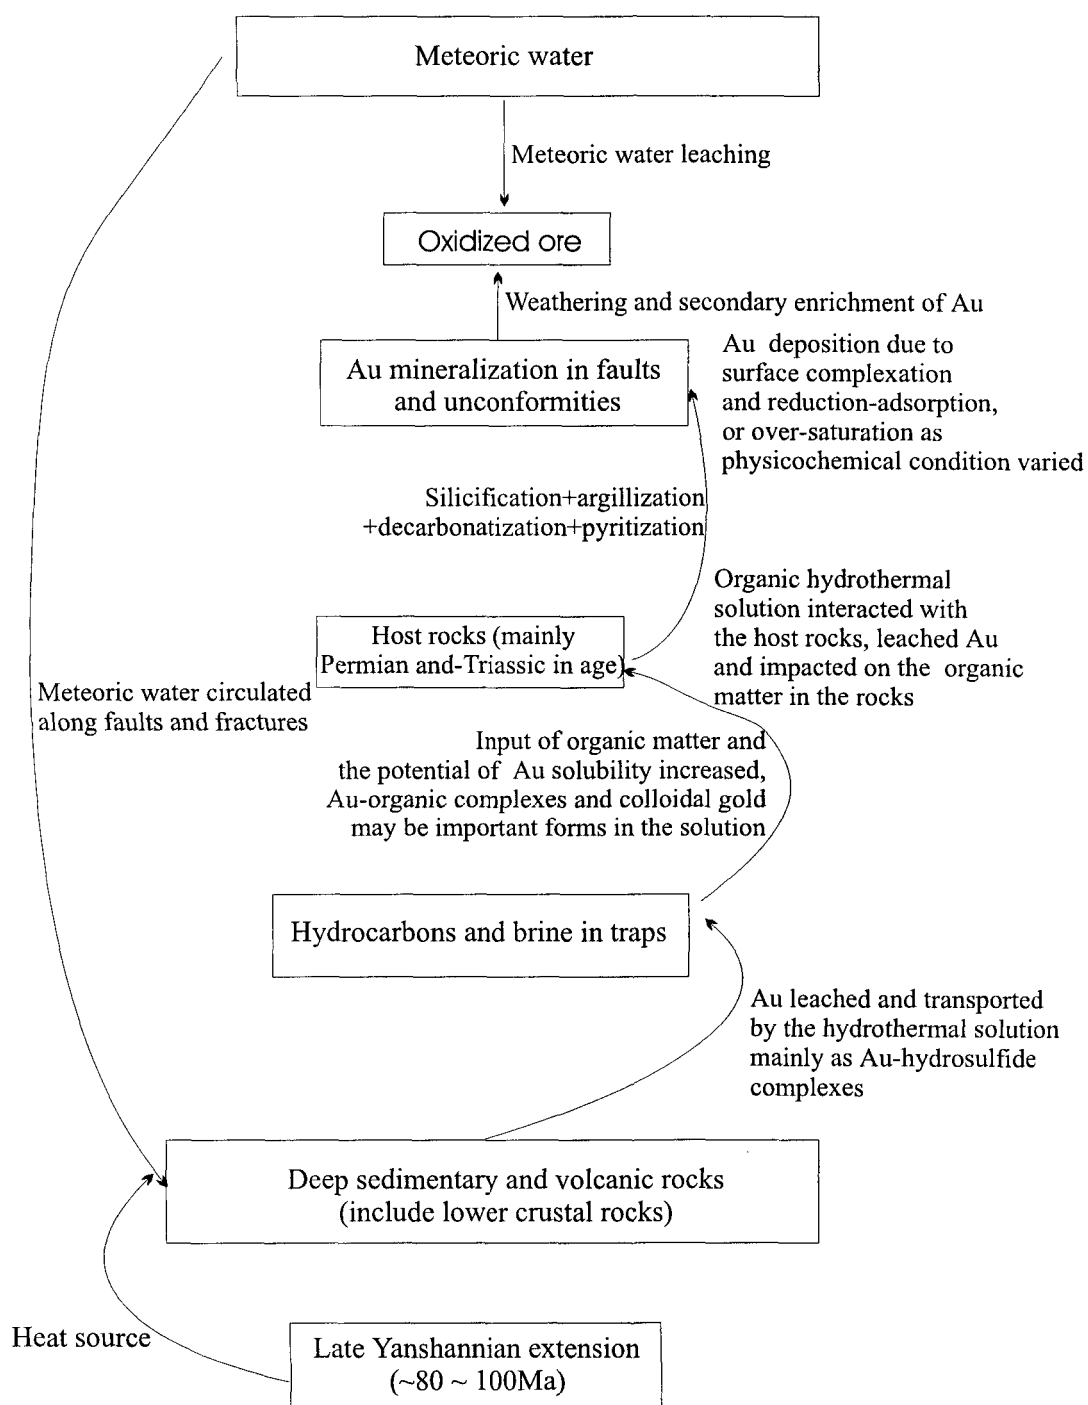 Meteoric water
Meteoric water leaching
Oxidized ore
Weathering and secondary enrichment of Au
Au mineralization in faults
and unconformities
Au deposition due to
surface complexation
and reduction-adsorption,
or over-saturation as
physicochemical condition varied
Silicification+argillization
+decarbonatization+pyritization
Organic hydrothermal
solution interacted with
the host rocks, leached Au
and impacted on the organic
matter in the rocks
Host rocks (mainly
Permian and-Triassic in age)
Meteoric water circulated
along faults and fractures
Input of organic matter and
the potential of Au solubility increased,
Au-organic complexes and colloidal gold
may be important forms in the solution
Hydrocarbons and brine in traps
Au leached and transported
by the hydrothermal solution
mainly as Au-hydrosulfide
complexes
Deep sedimentary and volcanic rocks
(include lower crustal rocks)
Heat source
Late Yanshannian extension
(~80 ~ 100Ma)